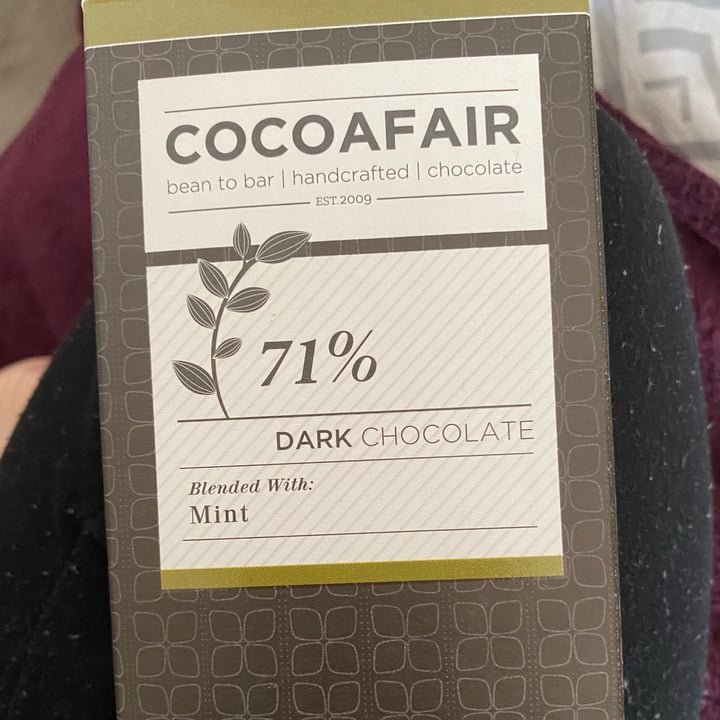 COCOAFAIR
bean to bar | handcrafted | chocolate
EST.2009
71%
DARK CHOCOLATE
Blended With:
Mint